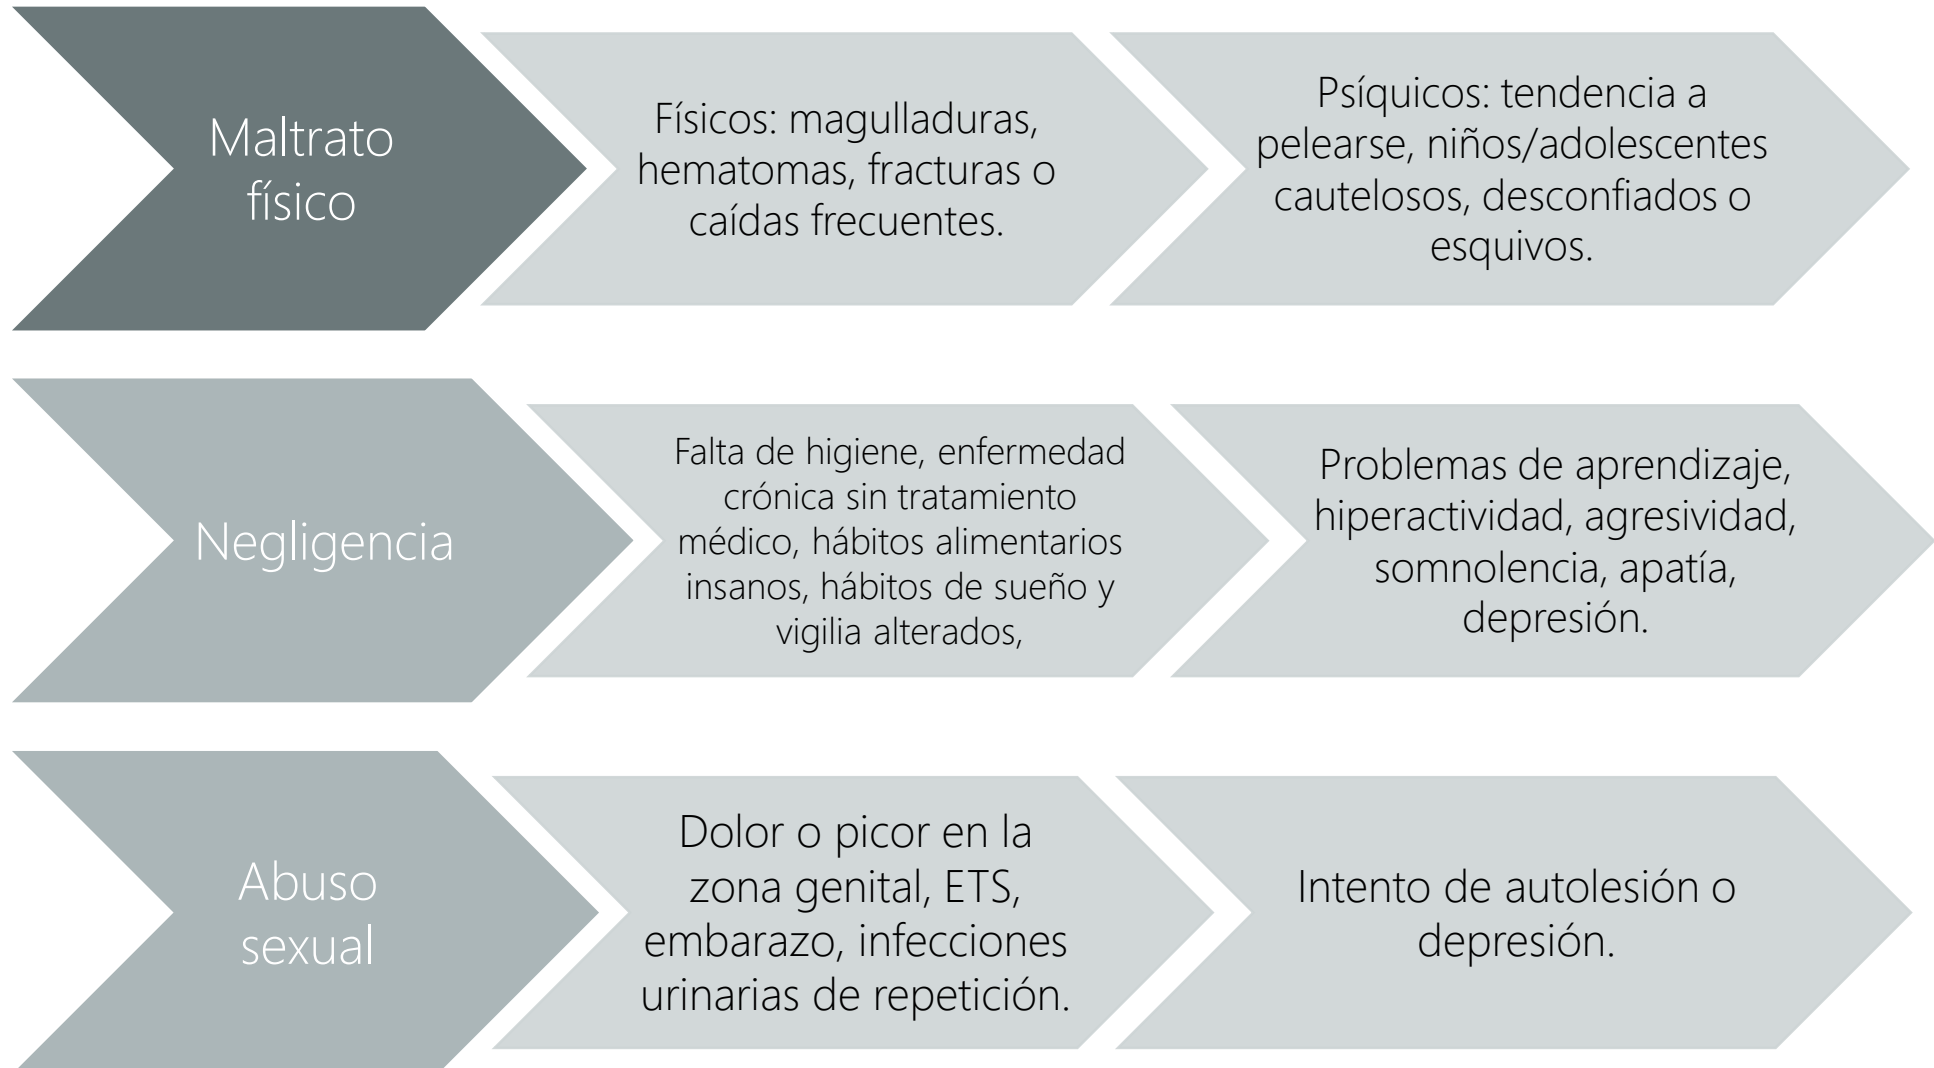 Maltrato
físico
Físicos: magulladuras,
hematomas, fracturas o
caídas frecuentes.
Psíquicos: tendencia a
pelearse, niños/adolescentes
cautelosos, desconfiados o
esquivos.
Negligencia
Falta de higiene, enfermedad
crónica sin tratamiento
médico, hábitos alimentarios
insanos, hábitos de sueño y
vigilia alterados,
Problemas de aprendizaje,
hiperactividad, agresividad,
somnolencia, apatía,
depresión.
Abuso
sexual
Dolor o picor en la
zona genital, ETS,
embarazo, infecciones
urinarias de repetición.
Intento de autolesión o
depresión.